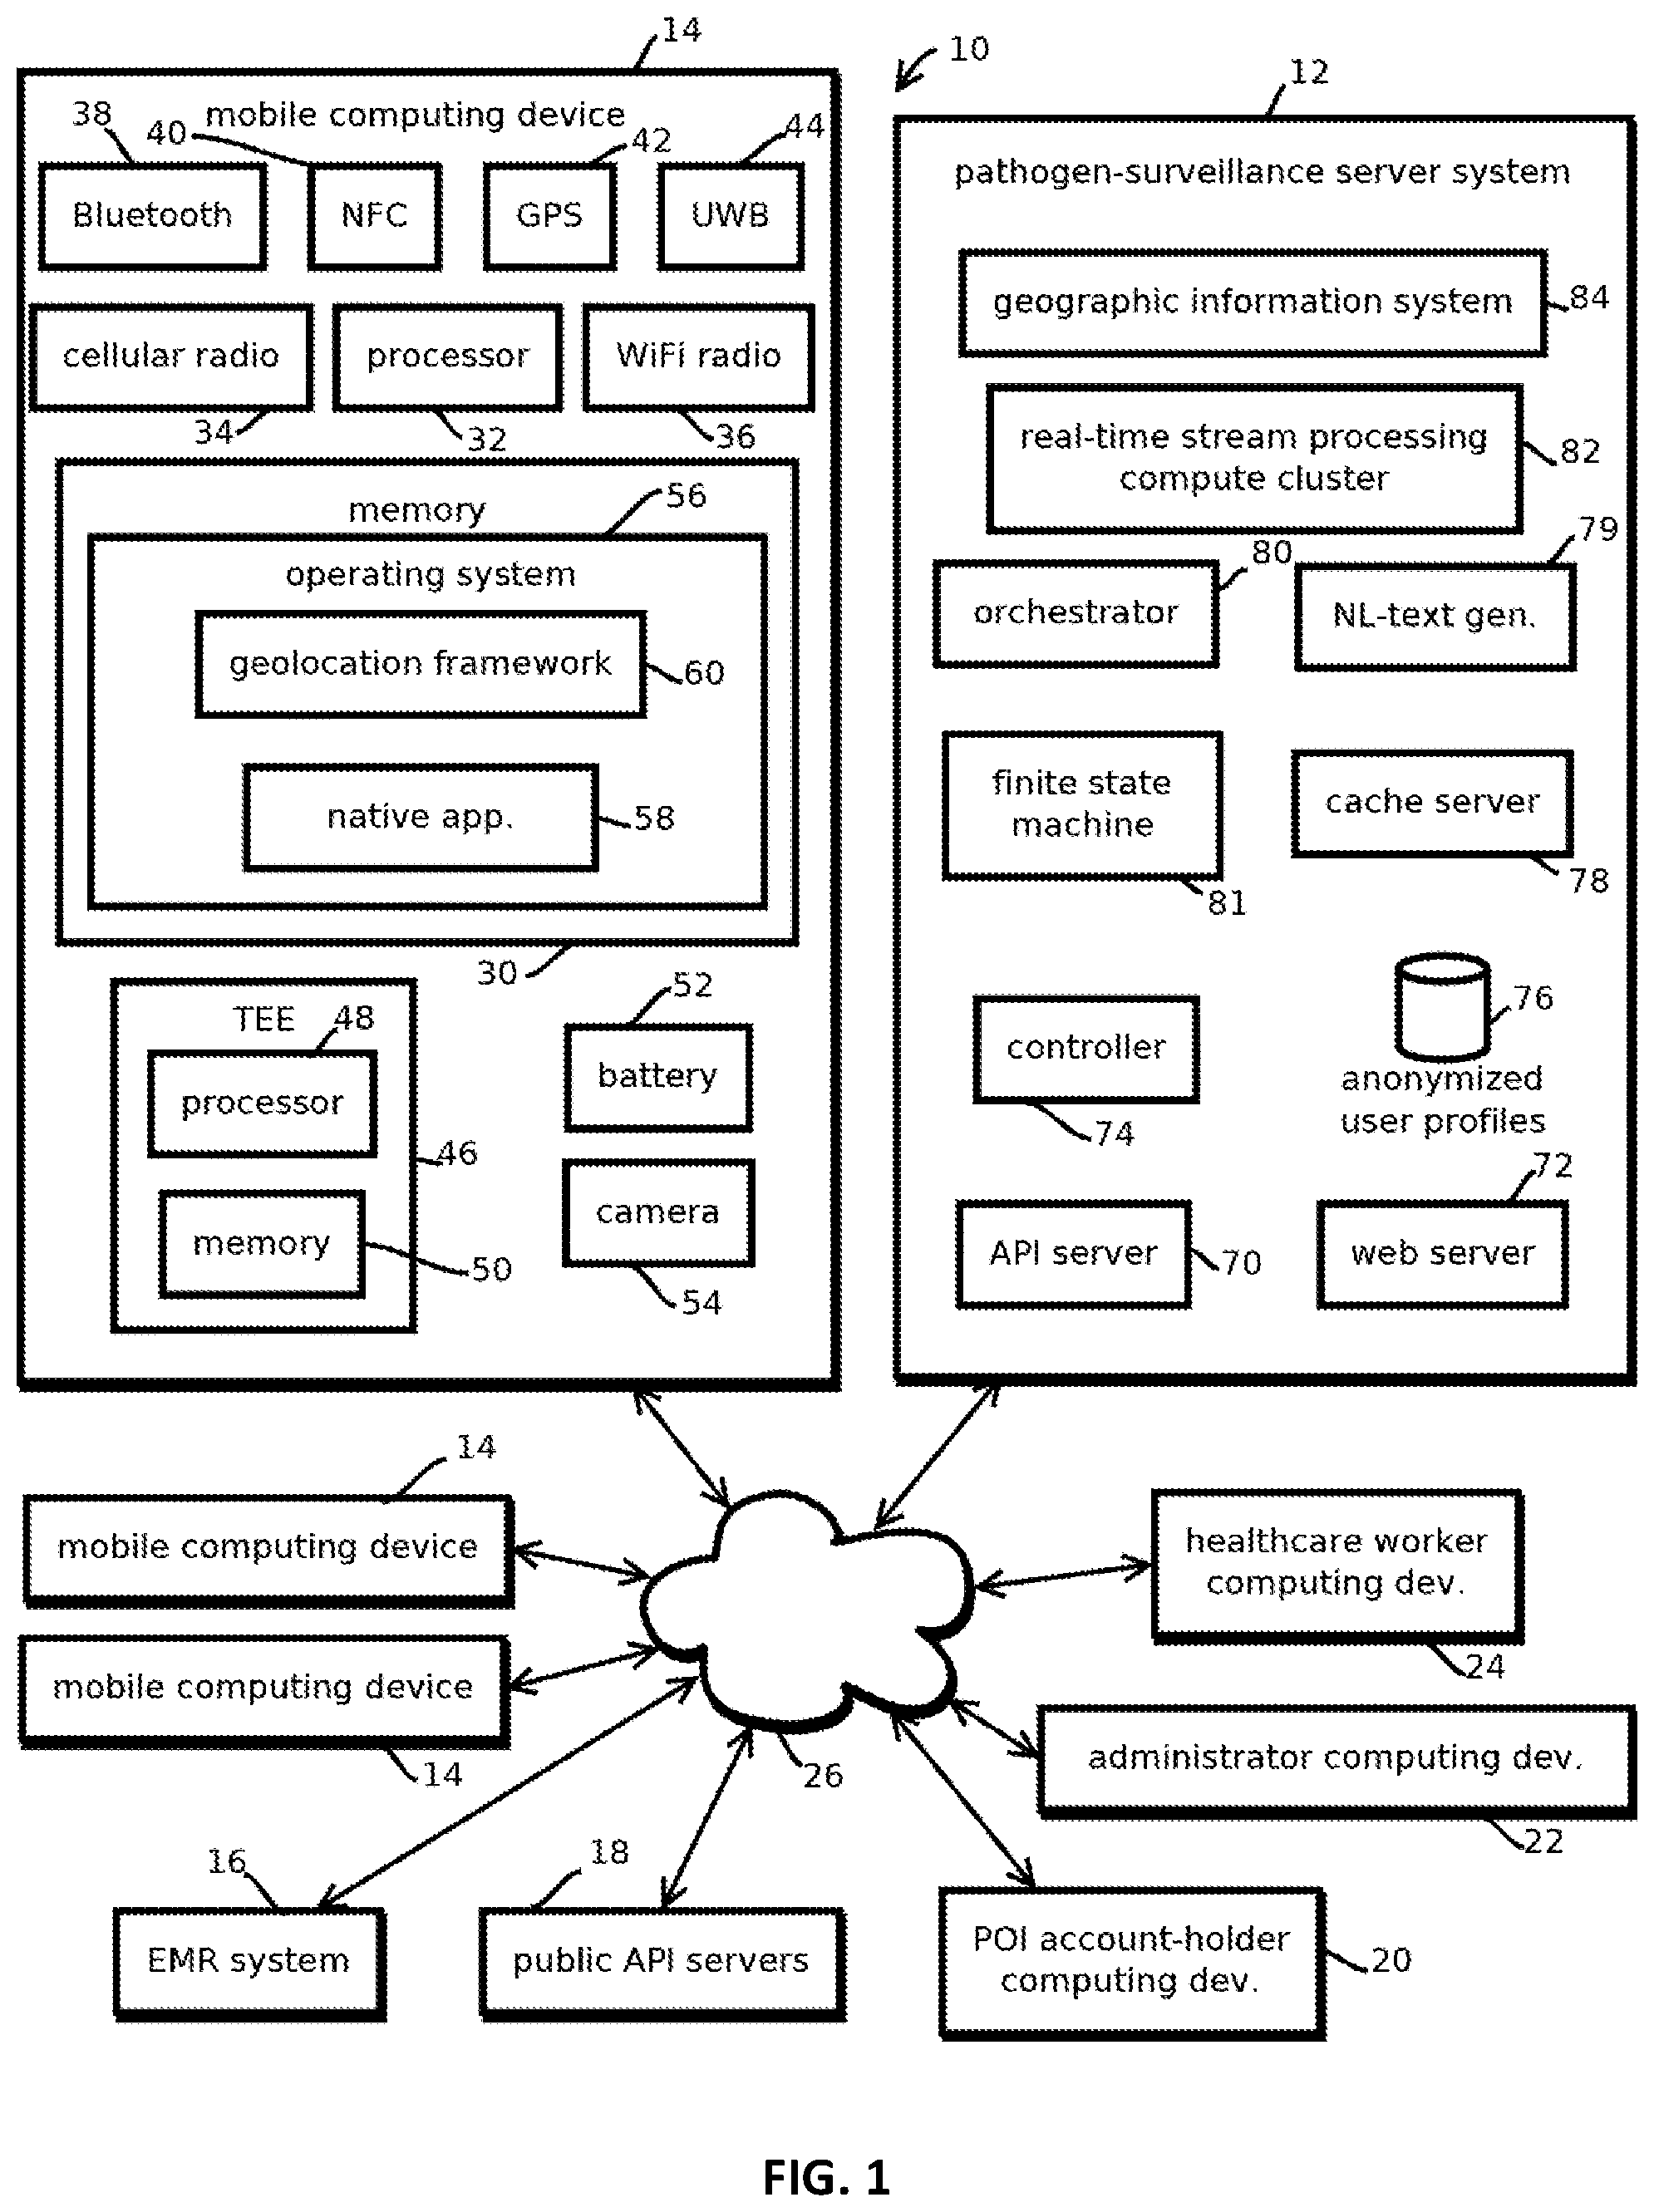 14
10
12
mobile computing device
38
40
42
44
Bluetooth
NFC
GPS
UWB
cellular radio
processor
WiFi radio
34
32
36
memory
56
operating system
geolocation framework
60
native app.
58
30
TEE
48
processor
46
memory
50
52
battery
camera
54
pathogen-surveillance server system
geographic information system
84
real-time stream processing
compute cluster
82
80
79
orchestrator
NL-text gen.
finite state
machine
81
cache server
78
controller
74
76
anonymized
user profiles
72
API server
70
web server
14
mobile computing device
mobile computing device
14
26
healthcare worker
computing dev.
24
administrator computing dev.
22
16
EMR system
18
public API servers
POI account-holder
computing dev.
20
FIG. 1